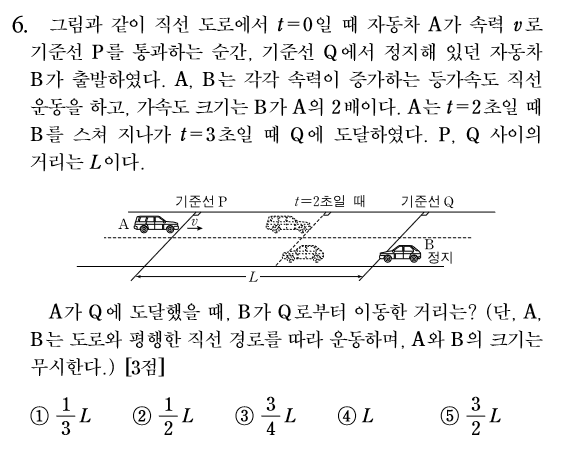 6. 그림과 같이 직선 도로에서 t=0일 때 자동차 A가 속력 v로
기준선 P를 통과하는 순간, 기준선 Q에서 정지해 있던 자동차
B가 출발하였다. A, B는 각각 속력이 증가하는 등가속도 직선
운동을 하고, 가속도 크기는 B가 A의 2배이다. A는 t=2초일 때
B를 스쳐 지나가 t=3초일 때 Q에 도달하였다. P, Q 사이의
거리는 L이다.
기준선 P t=2초일 때 기준선 Q
A v
B
정지
L
A가 Q에 도달했을 때, B가 Q로부터 이동한 거리는? (단, A,
B는 도로와 평행한 직선 경로를 따라 운동하며, A와 B의 크기는
무시한다.) [3점]
① 1/3 L ② 1/2 L ③ 3/4 L ④ L ⑤ 3/2 L